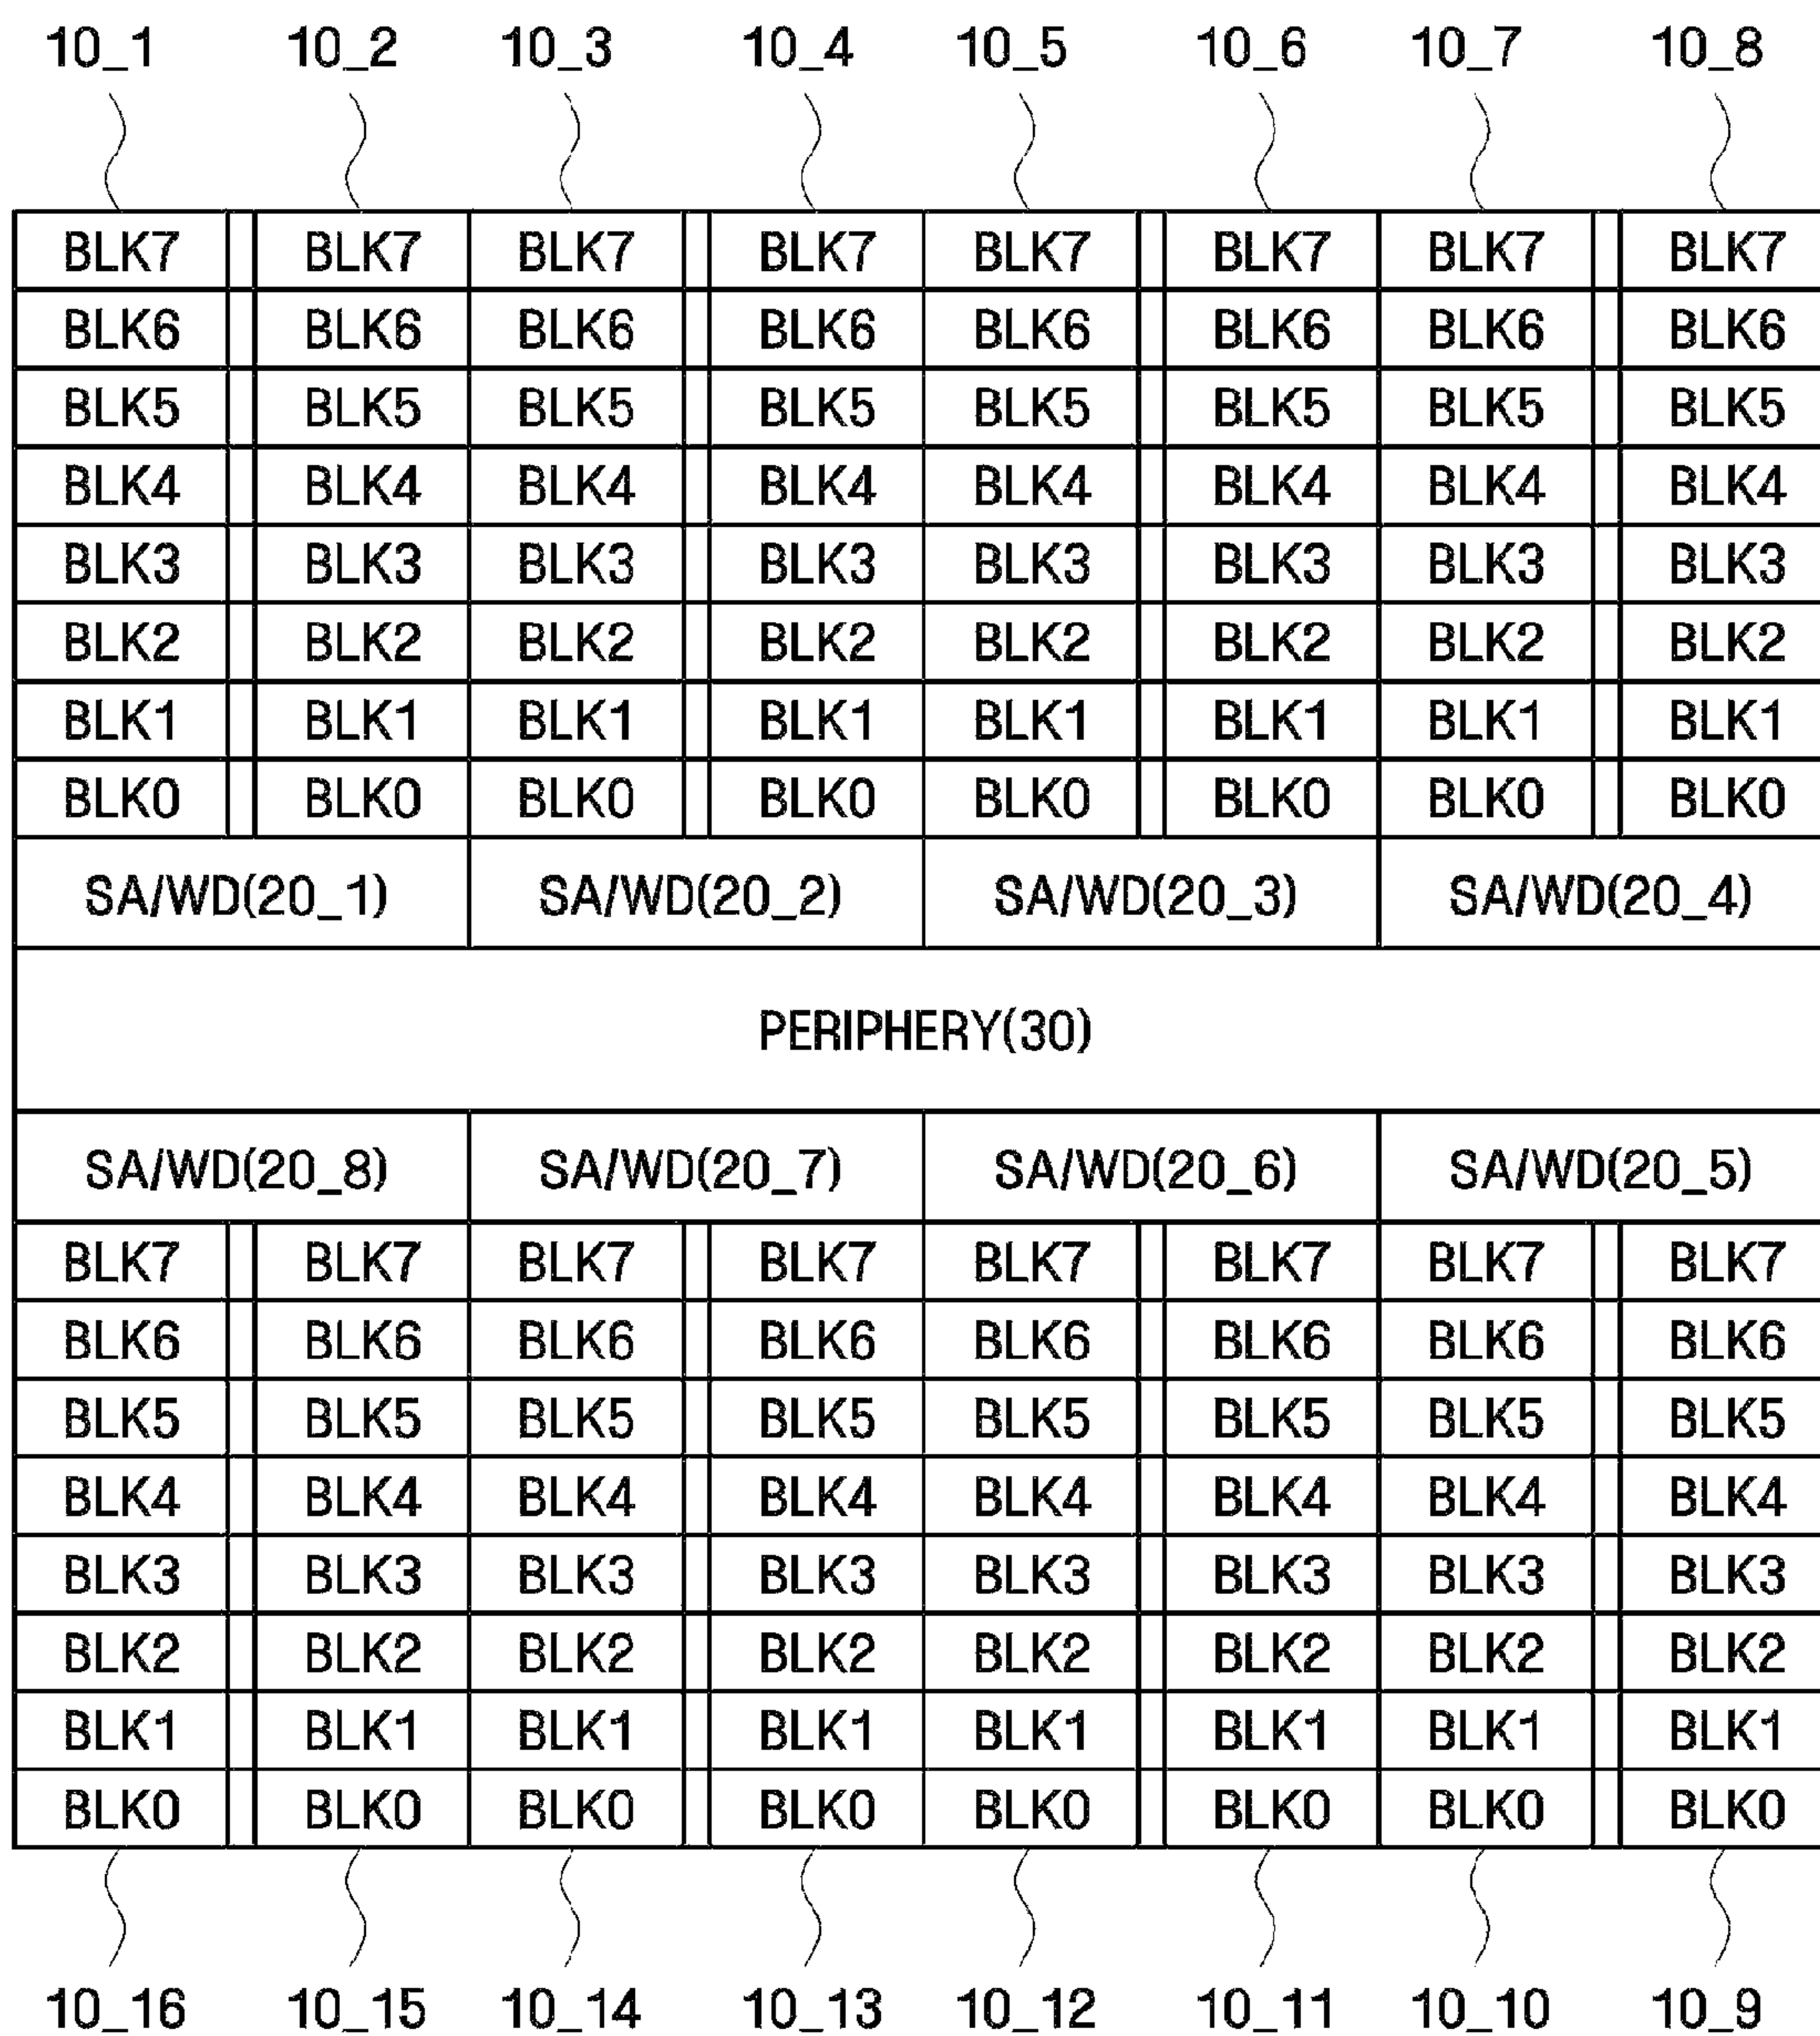 10_1 10_2 10_3 10_4 10_5 10_6 10_7 10_8
BLK7 BLK7 BLK7 BLK7 BLK7 BLK7 BLK7 BLK7
BLK6 BLK6 BLK6 BLK6 BLK6 BLK6 BLK6 BLK6
BLK5 BLK5 BLK5 BLK5 BLK5 BLK5 BLK5 BLK5
BLK4 BLK4 BLK4 BLK4 BLK4 BLK4 BLK4 BLK4
BLK3 BLK3 BLK3 BLK3 BLK3 BLK3 BLK3 BLK3
BLK2 BLK2 BLK2 BLK2 BLK2 BLK2 BLK2 BLK2
BLK1 BLK1 BLK1 BLK1 BLK1 BLK1 BLK1 BLK1
BLK0 BLK0 BLK0 BLK0 BLK0 BLK0 BLK0 BLK0
SA/WD(20_1) SA/WD(20_2) SA/WD(20_3) SA/WD(20_4)
PERIPHERY(30)
SA/WD(20_8) SA/WD(20_7) SA/WD(20_6) SA/WD(20_5)
BLK7 BLK7 BLK7 BLK7 BLK7 BLK7 BLK7 BLK7
BLK6 BLK6 BLK6 BLK6 BLK6 BLK6 BLK6 BLK6
BLK5 BLK5 BLK5 BLK5 BLK5 BLK5 BLK5 BLK5
BLK4 BLK4 BLK4 BLK4 BLK4 BLK4 BLK4 BLK4
BLK3 BLK3 BLK3 BLK3 BLK3 BLK3 BLK3 BLK3
BLK2 BLK2 BLK2 BLK2 BLK2 BLK2 BLK2 BLK2
BLK1 BLK1 BLK1 BLK1 BLK1 BLK1 BLK1 BLK1
BLK0 BLK0 BLK0 BLK0 BLK0 BLK0 BLK0 BLK0
10_16 10_15 10_14 10_13 10_12 10_11 10_10 10_9